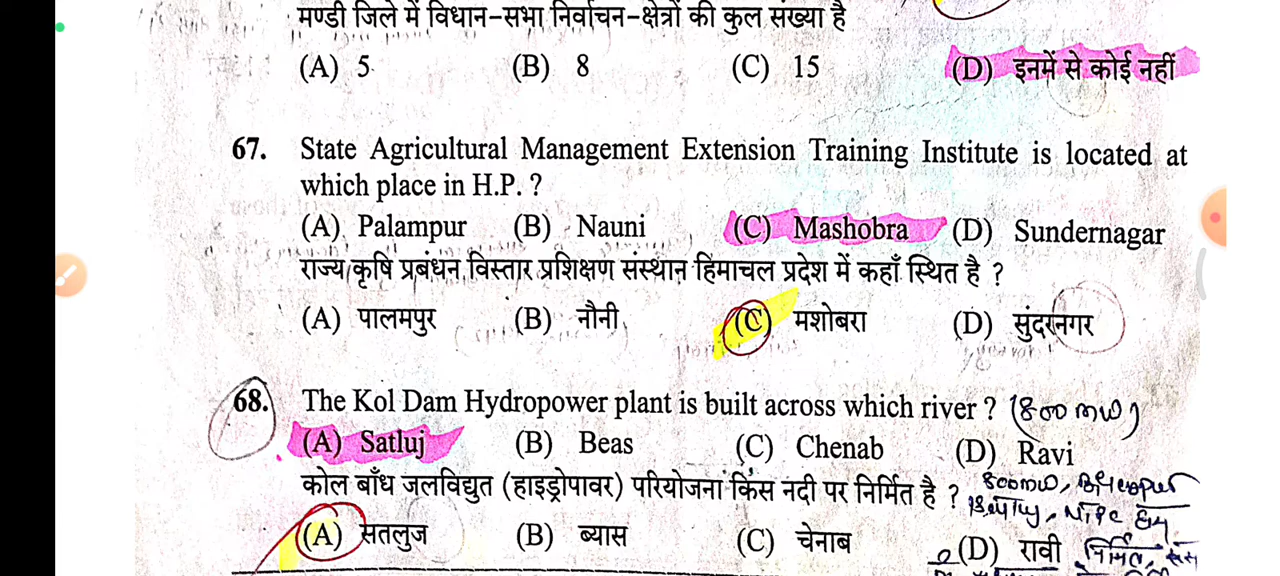 मण्डी जिले में विधान-सभा निर्वाचन-क्षेत्रों की कुल संख्या है
(A) 5 (B) 8 (C) 15 (D) इनमें से कोई नहीं
67. State Agricultural Management Extension Training Institute is located at
which place in H.P. ?
(A) Palampur (B) Nauni (C) Mashobra (D) Sundernagar
राज्य कृषि प्रबंधन विस्तार प्रशिक्षण संस्थान हिमाचल प्रदेश में कहाँ स्थित है ?
(A) पालमपुर (B) नौनी (C) मशोबरा (D) सुंदरनगर
68. The Kol Dam Hydropower plant is built across which river ? (800 mw)
(A) Satluj (B) Beas (C) Chenab (D) Ravi
कोल बाँध जलविद्युत (हाइड्रोपावर) परियोजना किस नदी पर निर्मित है ? 800mw,
(A) सतलुज (B) ब्यास (C) चेनाब (D) रावी निर्मित